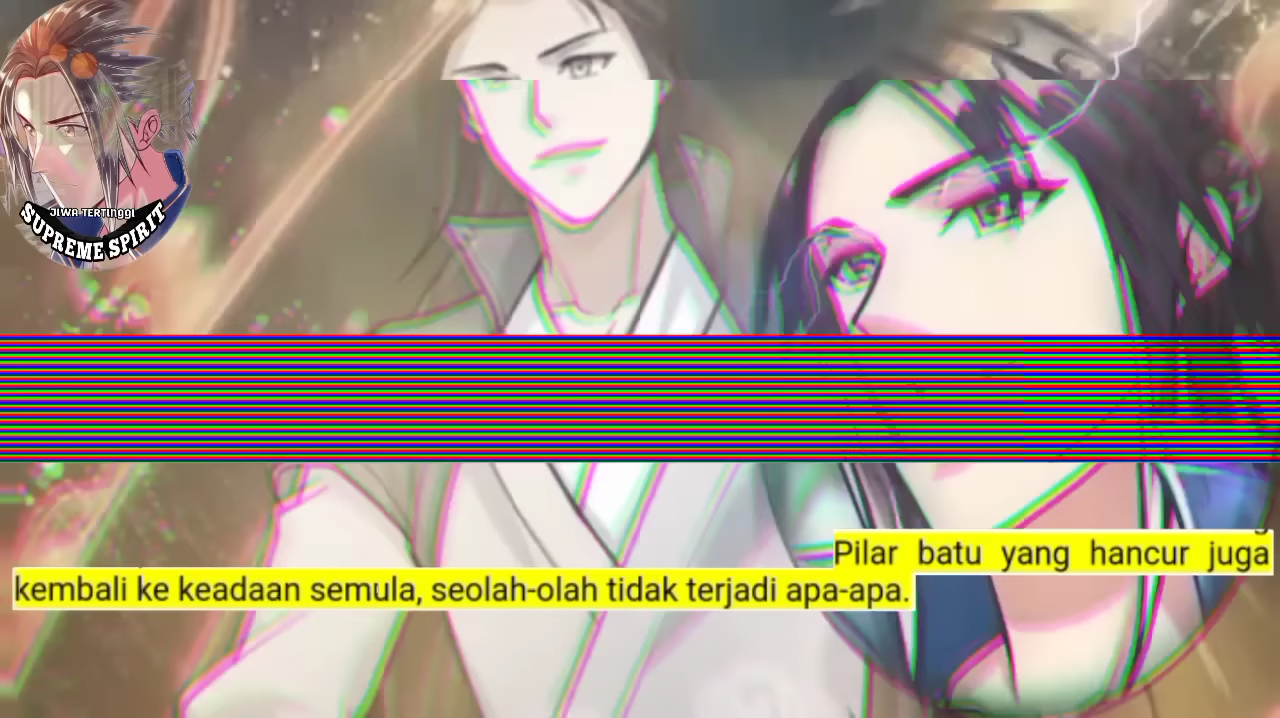 JIWA TERTINGGI
SUPREME SPIRIT
Pilar batu yang hancur juga
kembali ke keadaan semula, seolah-olah tidak terjadi apa-apa.